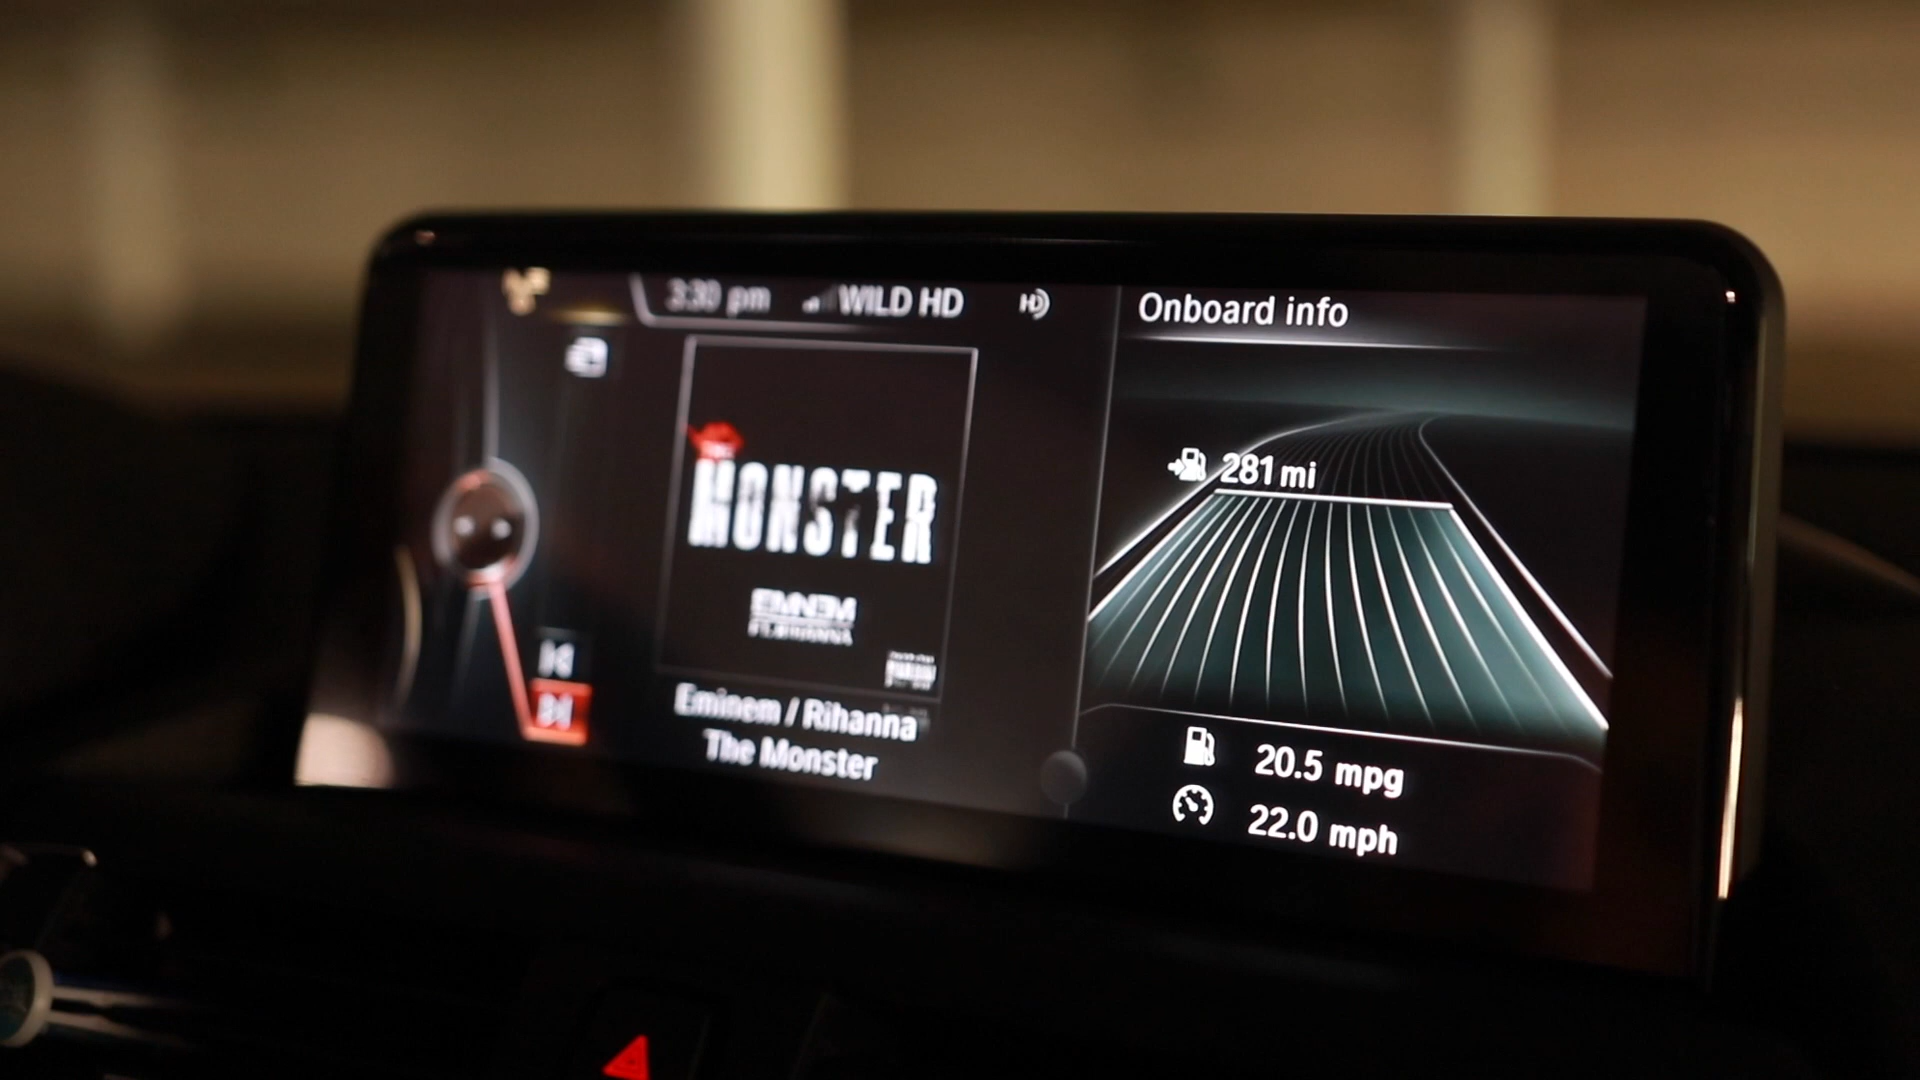 3:30 pm WILD HD HD
MONSTER
EMINEM
Eminem / Rihanna
The Monster
Onboard info
281 mi
20.5 mpg
22.0 mph